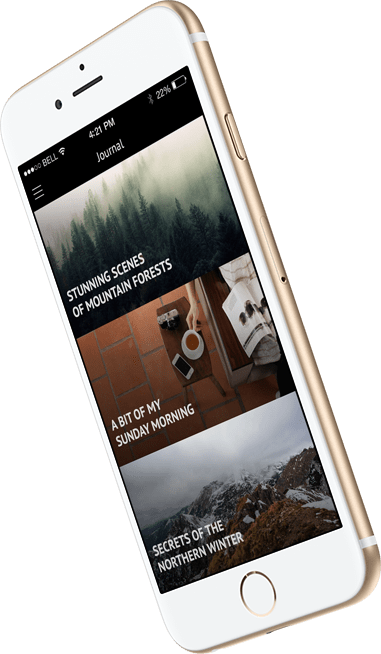 BELL 4:21 PM 22%
Journal
STUNNING SCENES
OF MOUNTAIN FORESTS
A BIT OF MY
SUNDAY MORNING
SECRETS OF THE
NORTHERN WINTER